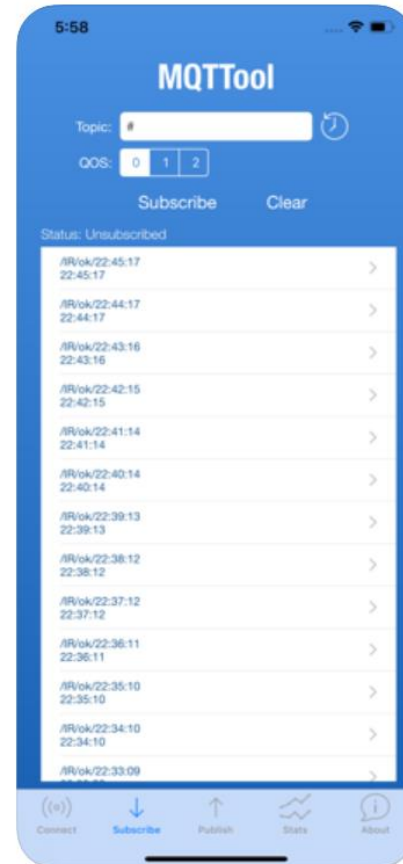 5:58
MQTTool
Topic: #
QOS: 0 1 2
Subscribe Clear
Status: Unsubscribed
/IR/ok/22:45:17
22:45:17
/IR/ok/22:44:17
22:44:17
/IR/ok/22:43:16
22:43:16
/IR/ok/22:42:15
22:42:15
/IR/ok/22:41:14
22:41:14
/IR/ok/22:40:14
22:40:14
/IR/ok/22:39:13
22:39:13
/IR/ok/22:38:12
22:38:12
/IR/ok/22:37:12
22:37:12
/IR/ok/22:36:11
22:36:11
/IR/ok/22:35:10
22:35:10
/IR/ok/22:34:10
22:34:10
/IR/ok/22:33:09
Connect Subscribe Publish Stats About